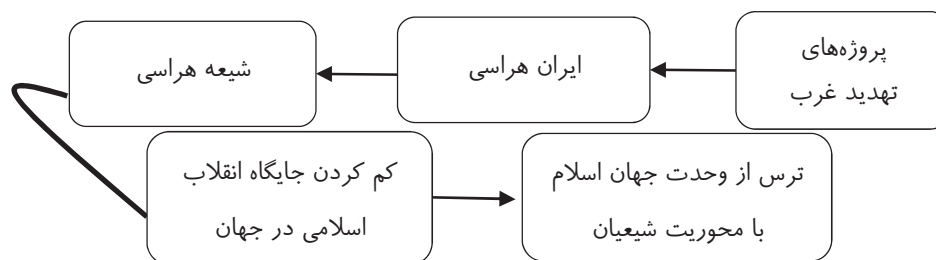 پروژه‌های
تهدید غرب
ایران هراسی
شیعه هراسی
کم کردن جایگاه انقلاب
اسلامی در جهان
ترس از وحدت جهان اسلام
با محوریت شیعیان